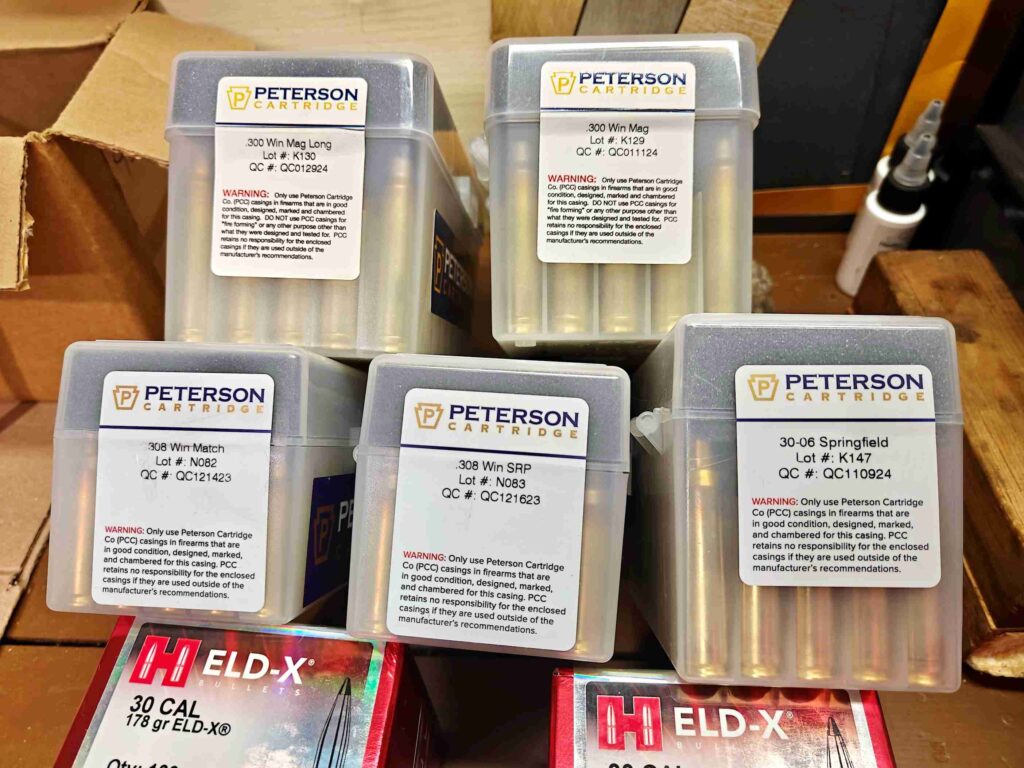 PETERSON
CARTRIDGE
.300 Win Mag Long
Lot #: K130
QC #: QC012924
WARNING: Only use Peterson Cartridge
Co. (PCC) casings in firearms that are in good
condition, designed, marked and chambered
for this casing. DO NOT use PCC casings for
"fire forming" or any other purpose other than
what they were designed and tested for. PCC
retains no responsibility for the enclosed
casings if they are used outside of the
manufacturer's recommendations.
PETERSON
CARTRIDGE
.300 Win Mag
Lot #: K129
QC #: QC011124
WARNING: Only use Peterson Cartridge
Co. (PCC) casings in firearms that are in good
condition, designed, marked and chambered
for this casing. DO NOT use PCC casings for
"fire forming" or any other purpose other than
what they were designed and tested for. PCC
retains no responsibility for the enclosed
casings if they are used outside of the
manufacturer's recommendations.
PETERSON
CARTRIDGE
.308 Win Match
Lot #: N082
QC #: QC121423
WARNING: Only use Peterson Cartridge
Co (PCC) casings in firearms that are
in good condition, designed, marked,
and chambered for this casing. PCC
retains no responsibility for the enclosed
casings if they are used outside of the
manufacturer's recommendations.
PETERSON
CARTRIDGE
.308 Win SRP
Lot #: N083
QC #: QC121623
WARNING: Only use Peterson Cartridge
Co (PCC) casings in firearms that are
in good condition, designed, marked,
and chambered for this casing. PCC
retains no responsibility for the enclosed
casings if they are used outside of the
manufacturer's recommendations.
PETERSON
CARTRIDGE
30-06 Springfield
Lot #: K147
QC #: QC110924
WARNING: Only use Peterson Cartridge
Co (PCC) casings in firearms that are
in good condition, designed, marked,
and chambered for this casing. PCC
retains no responsibility for the enclosed
casings if they are used outside of the
manufacturer's recommendations.
H ELD-X®
BULLETS
30 CAL
178 gr ELD-X®
H ELD-X®
BULLETS